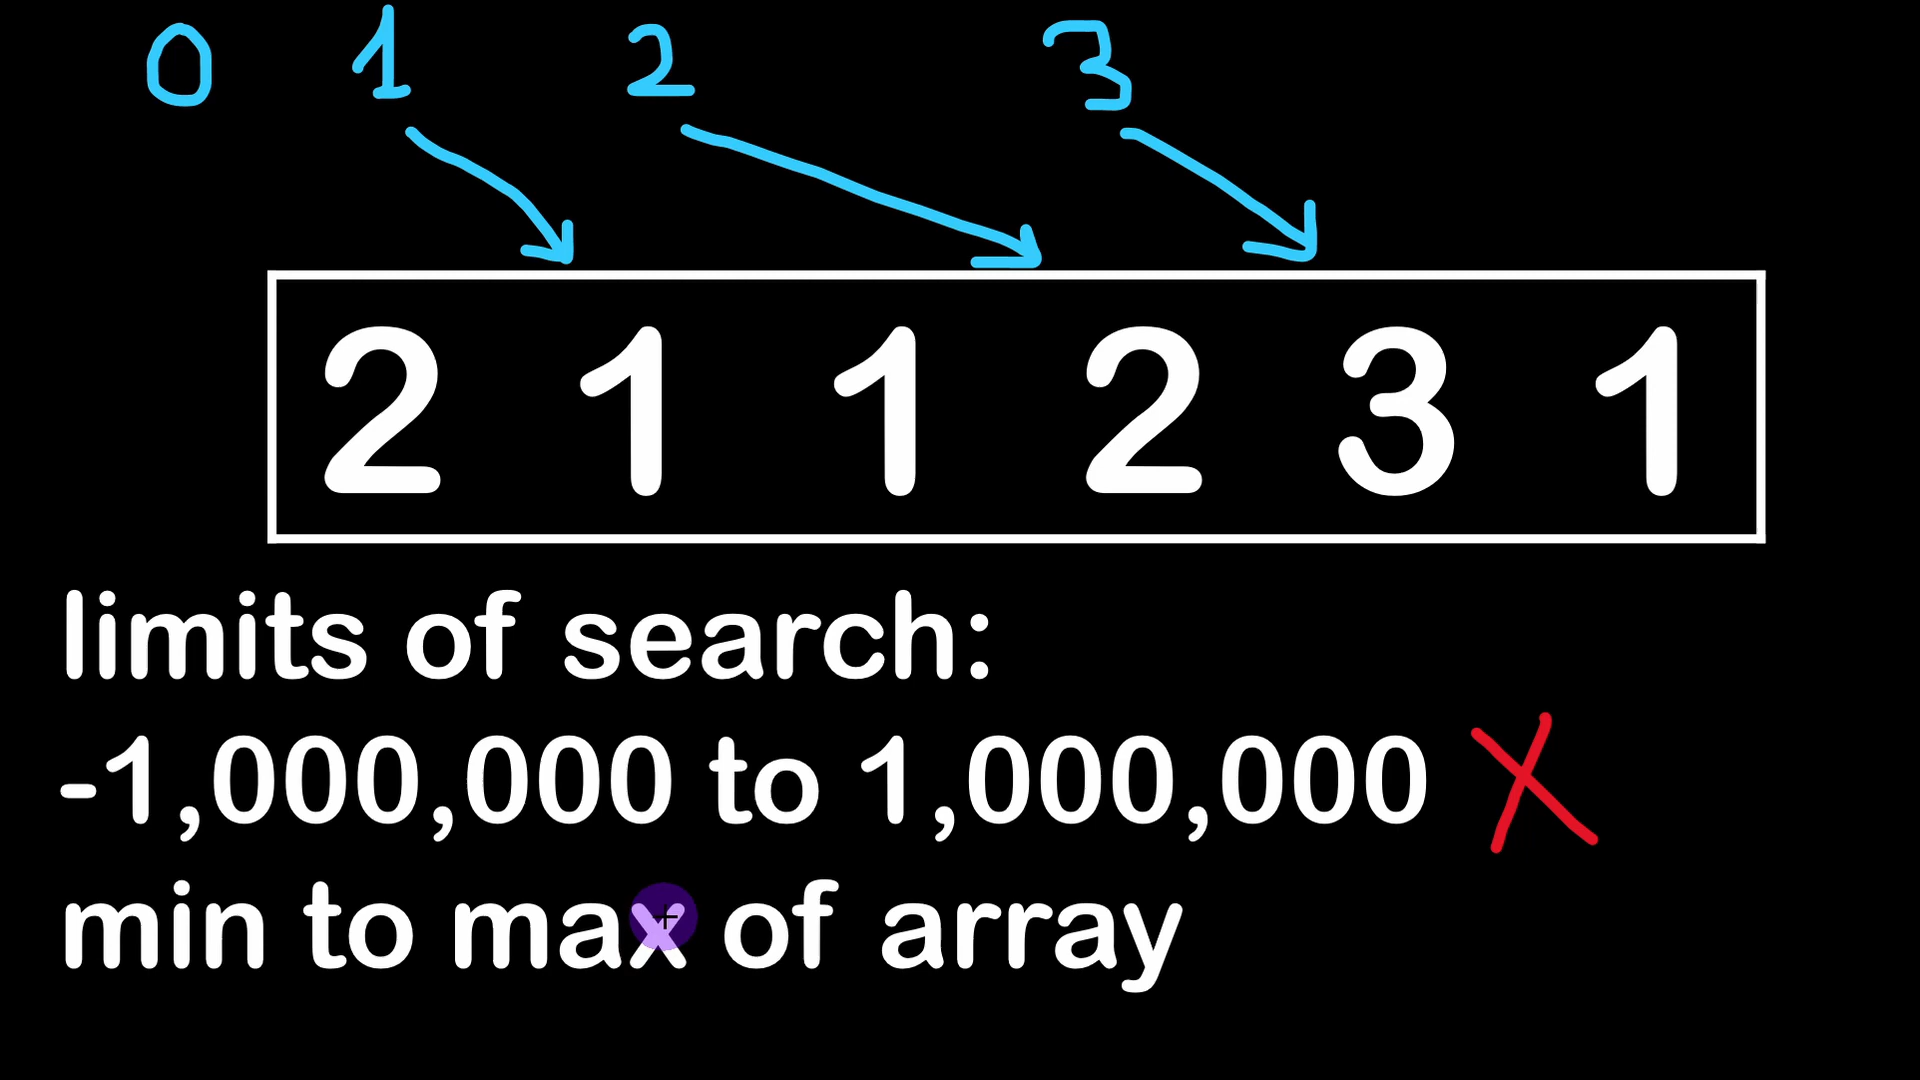 0 1 2 3
2 1 1 2 3 1
limits of search:
-1,000,000 to 1,000,000
min to max of array